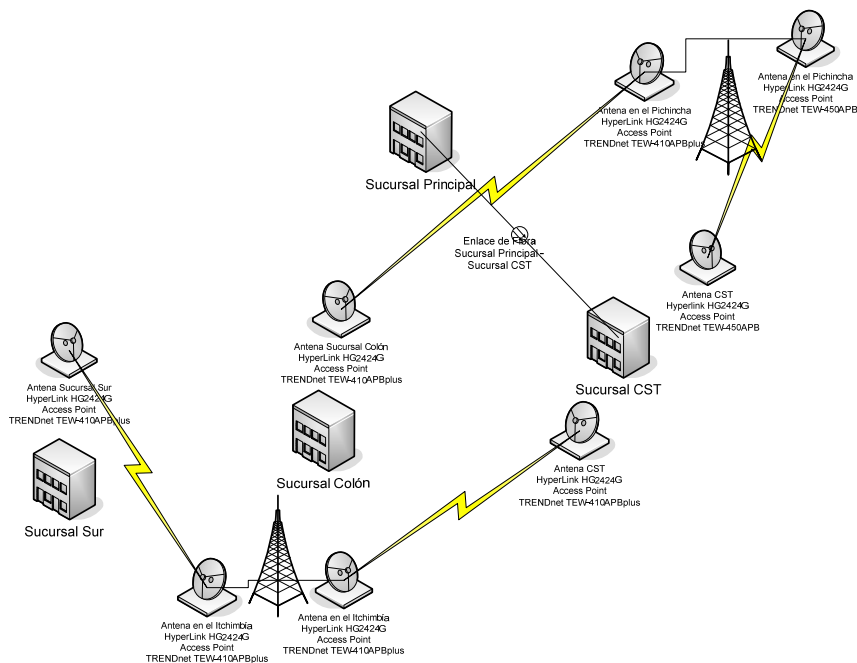 Antena en el Pichincha
HyperLink HG2424G
Access Point
TRENDnet TEW-450APB
Antena en el Pichincha
HyperLink HG2424G
Access Point
TRENDnet TEW-410APBplus
Sucursal Principal
Enlace de Fibra
Sucursal Principal -
Sucursal CST
Antena CST
Hyperlink HG2424G
Access Point
TRENDnet TEW-450APB
Antena Sucursal Colón
HyperLink HG2424G
Access Point
TRENDnet TEW-410APBplus
Sucursal CST
Antena Sucursal Sur
HyperLink HG2424G
Access Point
TRENDnet TEW-410APBplus
Sucursal Colón
Antena CST
HyperLink HG2424G
Access Point
TRENDnet TEW-410APBplus
Sucursal Sur
Antena en el Itchimbía
HyperLink HG2424G
Access Point
TRENDnet TEW-410APBplus
Antena en el Itchimbía
HyperLink HG2424G
Access Point
TRENDnet TEW-410APBplus